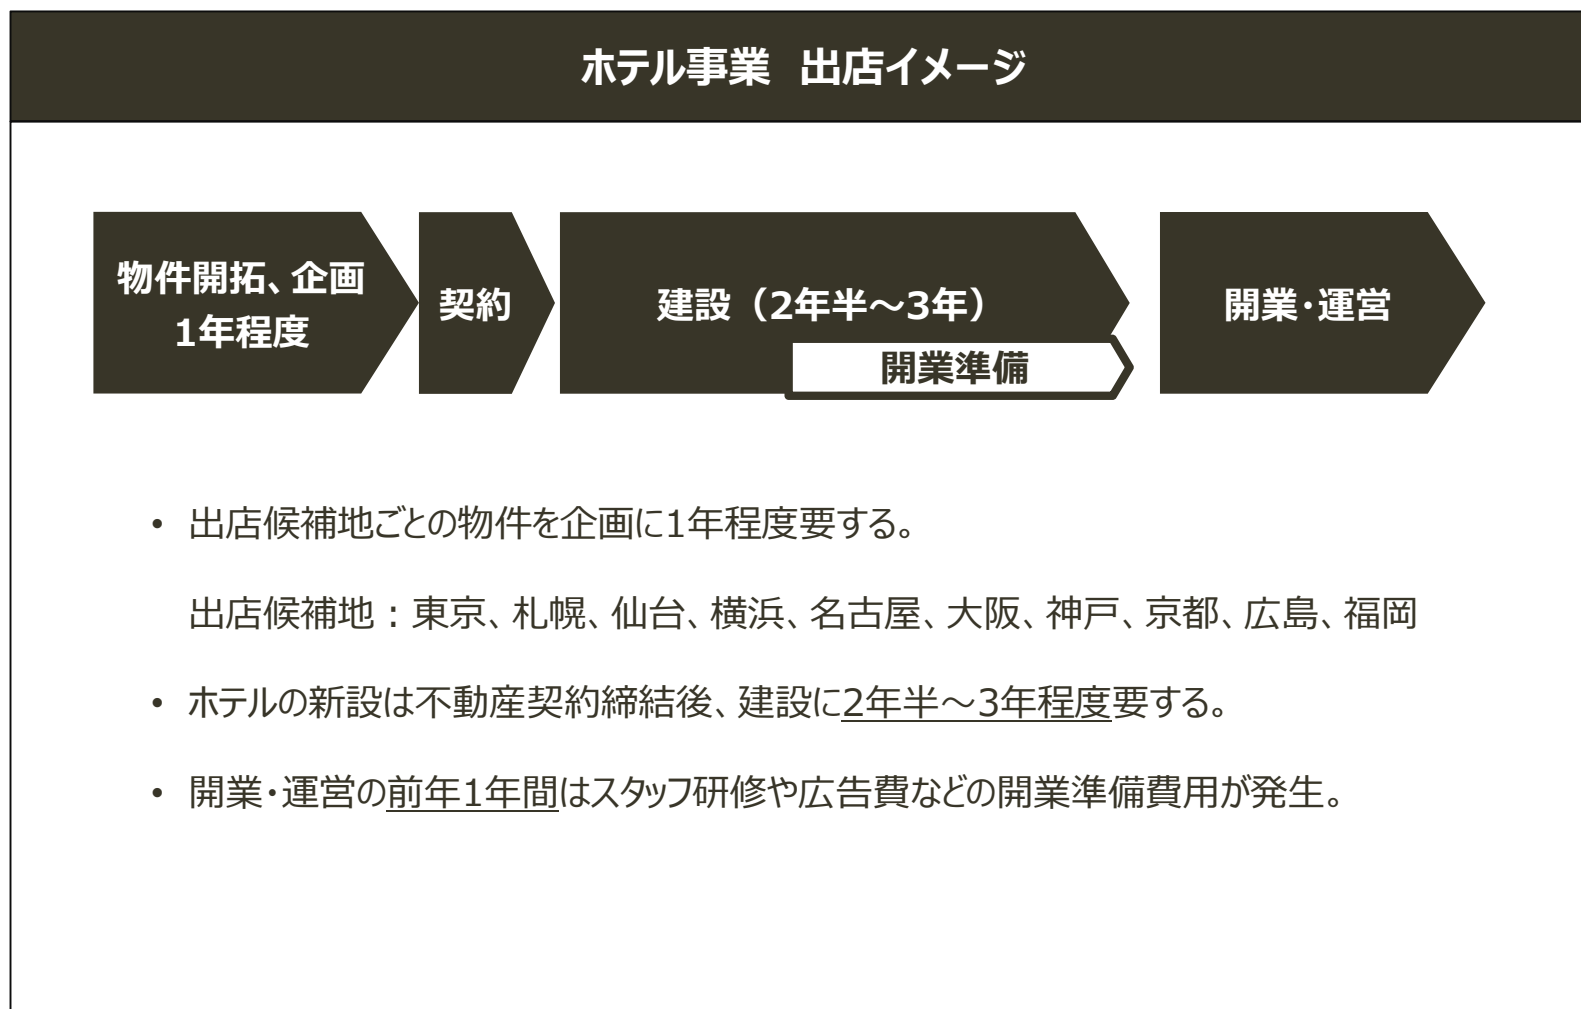 ホテル事業　出店イメージ
物件開拓、企画
1年程度
契約
建設（2年半～3年）
開業準備
開業・運営
• 出店候補地ごとの物件を企画に1年程度要する。
出店候補地：東京、札幌、仙台、横浜、名古屋、大阪、神戸、京都、広島、福岡
• ホテルの新設は不動産契約締結後、建設に2年半～3年程度要する。
• 開業・運営の前年1年間はスタッフ研修や広告費などの開業準備費用が発生。